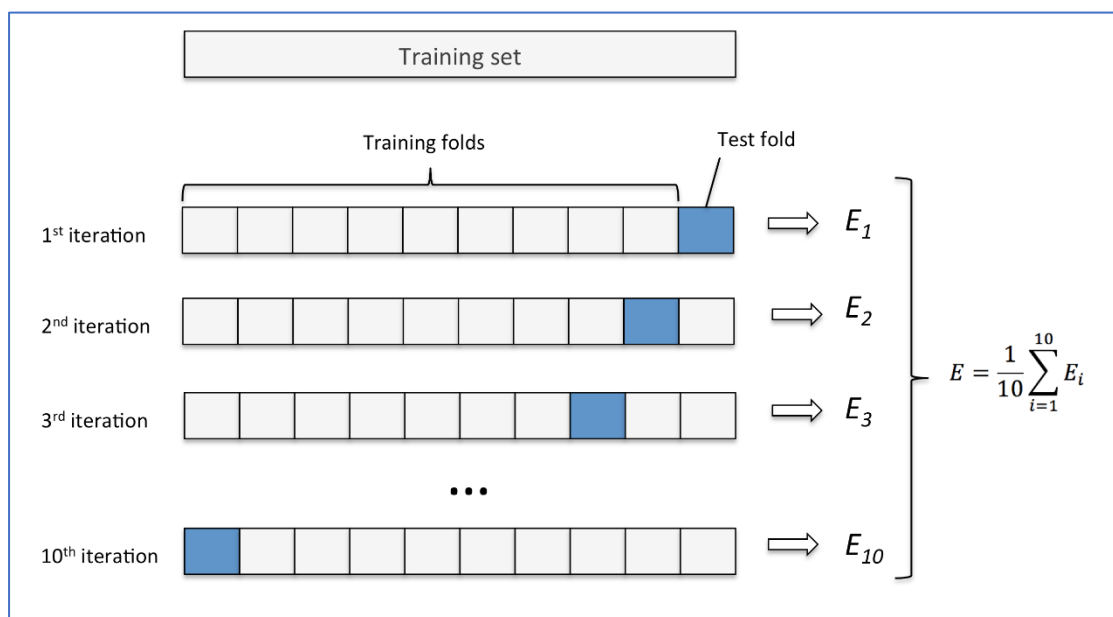 Training set
Training folds
Test fold
1st iteration
E1
2nd iteration
E2
3rd iteration
E3
...
10th iteration
E10
E = 1/10 ∑_{i=1}^{10} E_i